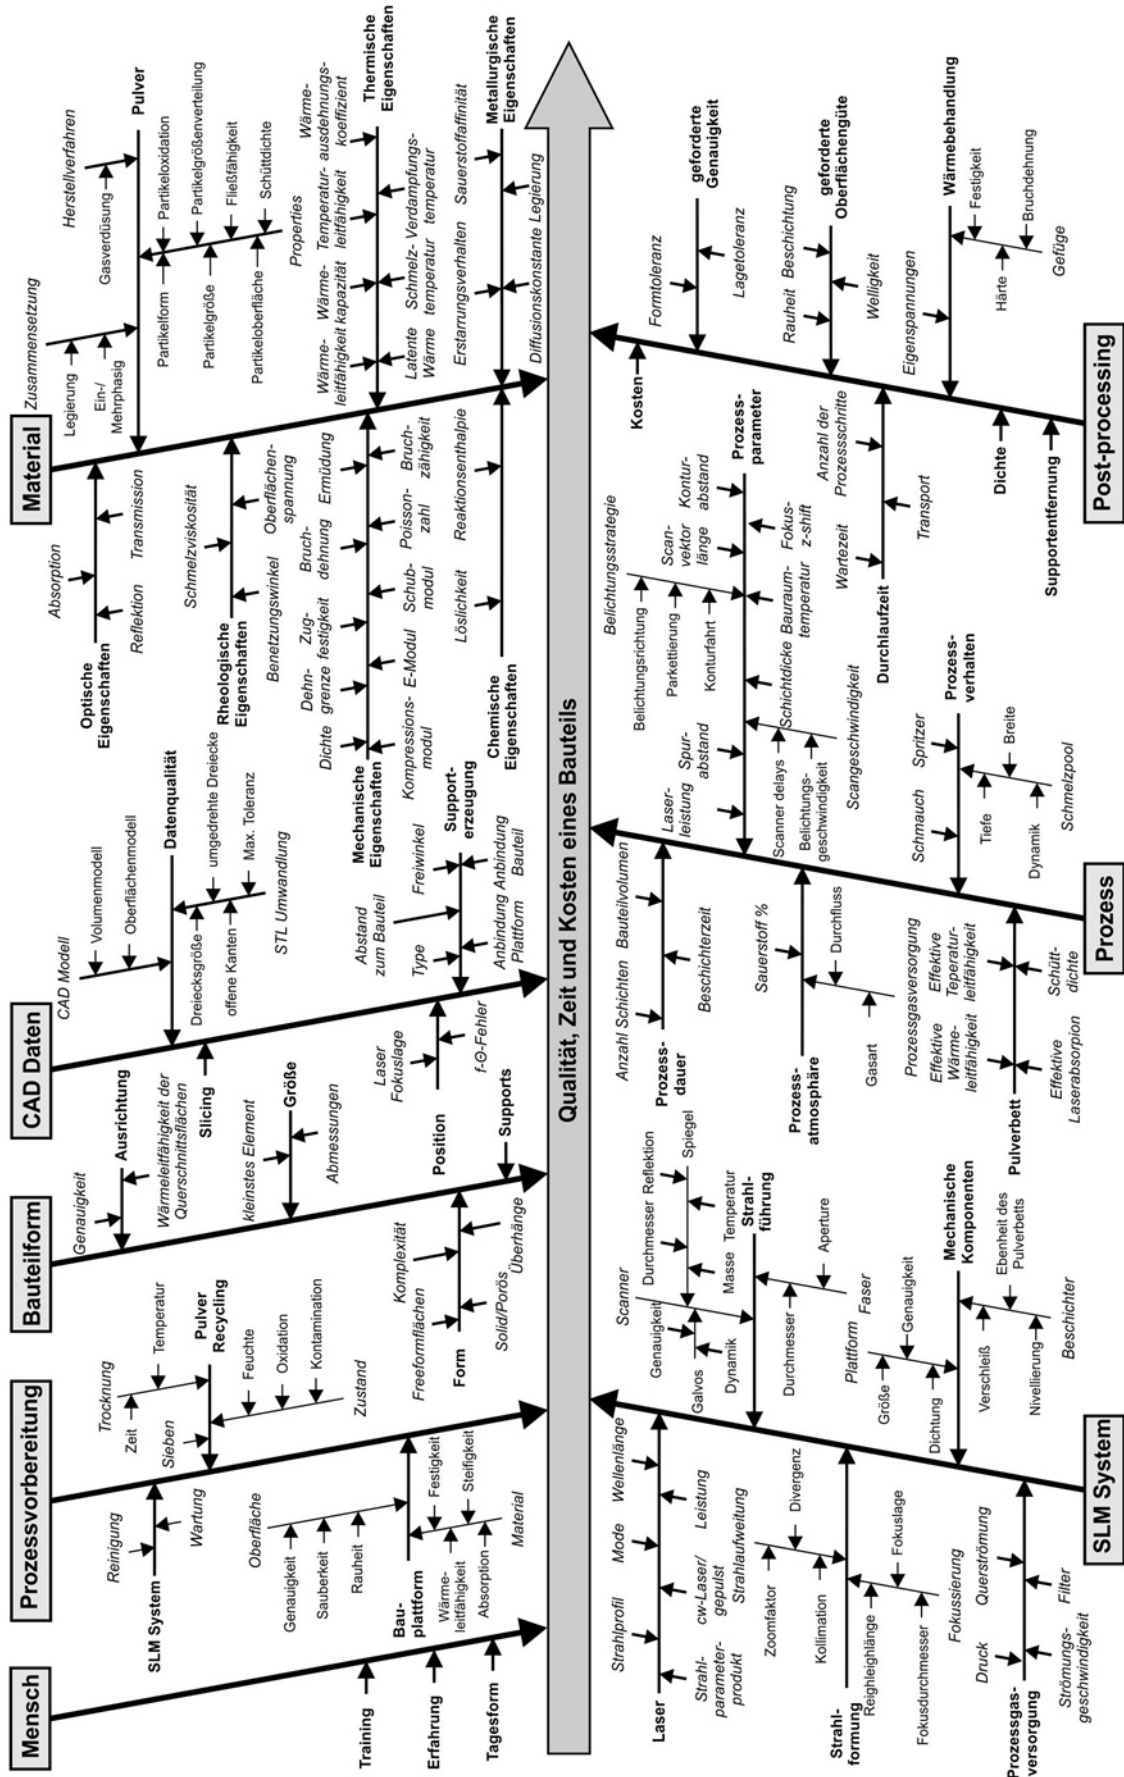 Mensch
Training
Erfahrung
Tagesform
Prozessvorbereitung
Reinigung
SLM System
Wartung
Trocknung
Zeit
Temperatur
Sieben
Pulver
Recycling
Feuchte
Oxidation
Kontamination
Zustand
Oberfläche
Genauigkeit
Sauberkeit
Rauheit
Bau-
plattform
Festigkeit
Wärme-
leitfähigkeit
Steifigkeit
Absorption
Material
Bauteilform
Genauigkeit
Ausrichtung
Wärmeleitfähigkeit der
Querschnittsflächen
kleinstes Element
Größe
Abmessungen
Freeformflächen
Komplexität
Form
Solid/Porös
Überhänge
Supports
CAD Daten
CAD Modell
Volumenmodell
Oberflächenmodell
Datenqualität
Dreiecksgröße
umgedrehte Dreiecke
offene Kanten
Max. Toleranz
STL Umwandlung
Slicing
Laser
Fokuslage
Position
f-Θ-Fehler
Abstand
zum Bauteil
Type
Freiwinkel
Support-
erzeugung
Anbindung
Plattform
Anbindung
Bauteil
Material
Zusammensetzung
Legierung
Ein-/
Mehrphasig
Herstellverfahren
Gasverdüsung
Pulver
Partikelform
Partikeloxidation
Partikelgröße
Partikelgrößenverteilung
Fließfähigkeit
Partikeloberfläche
Schüttdichte
Properties
Absorption
Optische
Eigenschaften
Reflektion
Transmission
Schmelzviskosität
Rheologische
Eigenschaften
Benetzungswinkel
Oberflächen-
spannung
Wärme-
leitfähigkeit
Wärme-
kapazität
Temperatur-
leitfähigkeit
Wärme-
ausdehnungs-
koeffizient
Thermische
Eigenschaften
Latente
Wärme
Schmelz-
temperatur
Verdampfungs-
temperatur
Dichte
Dehn-
grenze
Zug-
festigkeit
Bruch-
dehnung
Ermüdung
Mechanische
Eigenschaften
Kompressions-
modul
E-Modul
Schub-
modul
Poisson-
zahl
Bruch-
zähigkeit
Erstarrungsverhalten
Sauerstoffaffinität
Metallurgische
Eigenschaften
Diffusionskonstante
Legierung
Löslichkeit
Reaktionsenthalpie
Chemische
Eigenschaften
Qualität, Zeit und Kosten eines Bauteils
Strahlprofil
Mode
Wellenlänge
Laser
Strahl-
parameter-
produkt
cw-Laser/
gepulst
Leistung
Scanner
Genauigkeit
Galvos
Dynamik
Durchmesser
Reflektion
Spiegel
Masse
Temperatur
Strahl-
führung
Durchmesser
Aperture
Faser
Strahlaufweitung
Zoomfaktor
Divergenz
Kollimation
Strahl-
formung
Reighleighlänge
Fokuslage
Fokusdurchmesser
Fokussierung
Plattform
Größe
Genauigkeit
Dichtung
Mechanische
Komponenten
Verschleiß
Ebenheit des
Pulverbetts
Nivellierung
Beschichter
Druck
Querströmung
Prozessgas-
versorgung
Strömungs-
geschwindigkeit
Filter
SLM System
Anzahl Schichten
Bauteilvolumen
Prozess-
dauer
Beschichterzeit
Sauerstoff %
Prozess-
atmosphäre
Durchfluss
Gasart
Prozessgasversorgung
Effektive
Wärme-
leitfähigkeit
Effektive
Teperatur-
leitfähigkeit
Pulverbett
Effektive
Laserabsorpion
Schütt-
dichte
Laser-
leistung
Spur-
abstand
Belichtungsstrategie
Belichtungsrichtung
Parkettierung
Konturfahrt
Scan-
vektor
länge
Kontur-
abstand
Prozess-
parameter
Scanner delays
Belichtungs-
geschwindigkeit
Scangeschwindigkeit
Schichtdicke
Bauraum-
temperatur
Fokus-
z-shift
Schmauch
Spritzer
Prozess-
verhalten
Tiefe
Breite
Dynamik
Schmelzpool
Prozess
Kosten
Formtoleranz
geforderte
Genauigkeit
Lagetoleranz
Rauheit
Beschichtung
geforderte
Oberflächengüte
Welligkeit
Wartezeit
Anzahl der
Prozessschritte
Durchlaufzeit
Transport
Eigenspannungen
Wärmebehandlung
Festigkeit
Härte
Bruchdehnung
Gefüge
Dichte
Supportentfernung
Post-processing